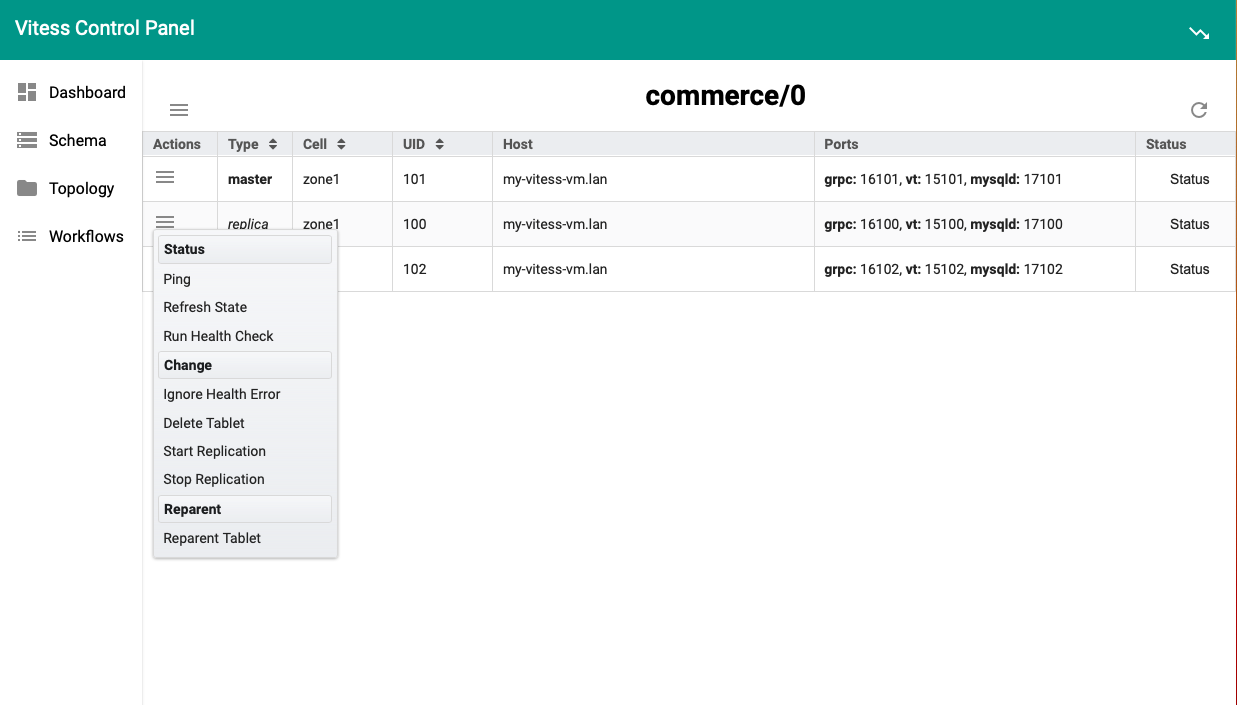 Vitess Control Panel
Dashboard
Schema
Topology
Workflows
commerce/0
Actions Type Cell UID Host Ports Status
master zone1 101 my-vitess-vm.lan grpc: 16101, vt: 15101, mysqld: 17101 Status
replica zone1 100 my-vitess-vm.lan grpc: 16100, vt: 15100, mysqld: 17100 Status
102 my-vitess-vm.lan grpc: 16102, vt: 15102, mysqld: 17102 Status
Status
Ping
Refresh State
Run Health Check
Change
Ignore Health Error
Delete Tablet
Start Replication
Stop Replication
Reparent
Reparent Tablet